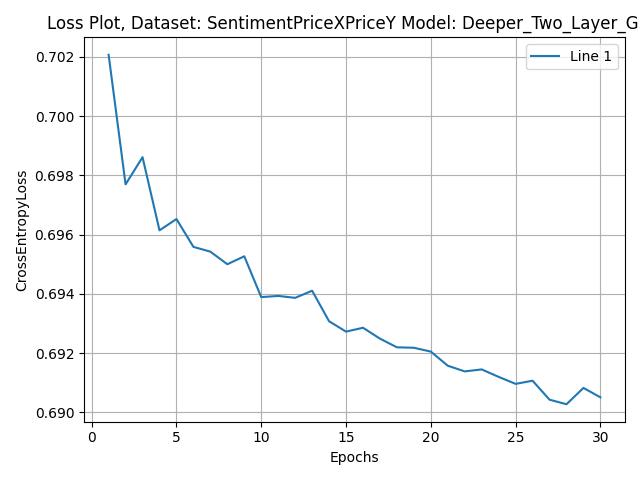 Loss Plot, Dataset: SentimentPriceXPriceY Model: Deeper_Two_Layer_G
Line 1
0.702
0.700
0.698
0.696
0.694
0.692
0.690
CrossEntropyLoss
0 5 10 15 20 25 30
Epochs